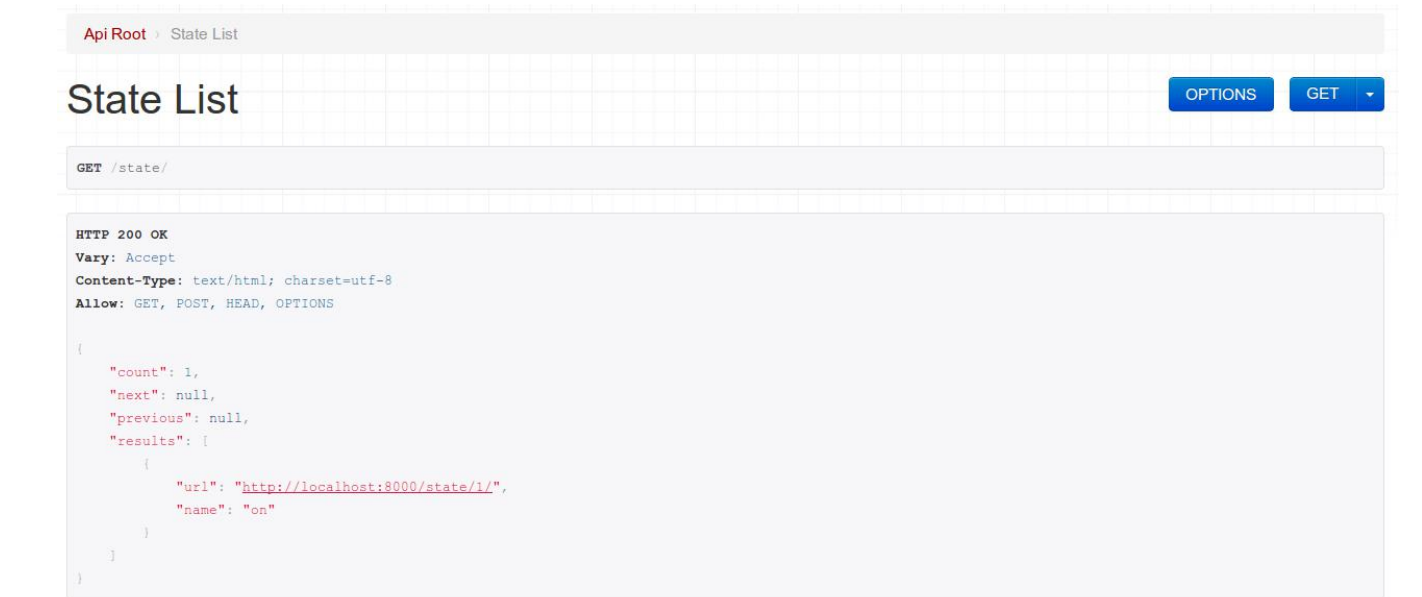 Api Root › State List
State List
OPTIONS GET
GET /state/
HTTP 200 OK
Vary: Accept
Content-Type: text/html; charset=utf-8
Allow: GET, POST, HEAD, OPTIONS
{
    "count": 1,
    "next": null,
    "previous": null,
    "results": [
        {
            "url": "http://localhost:8000/state/1/",
            "name": "on"
        }
    ]
}